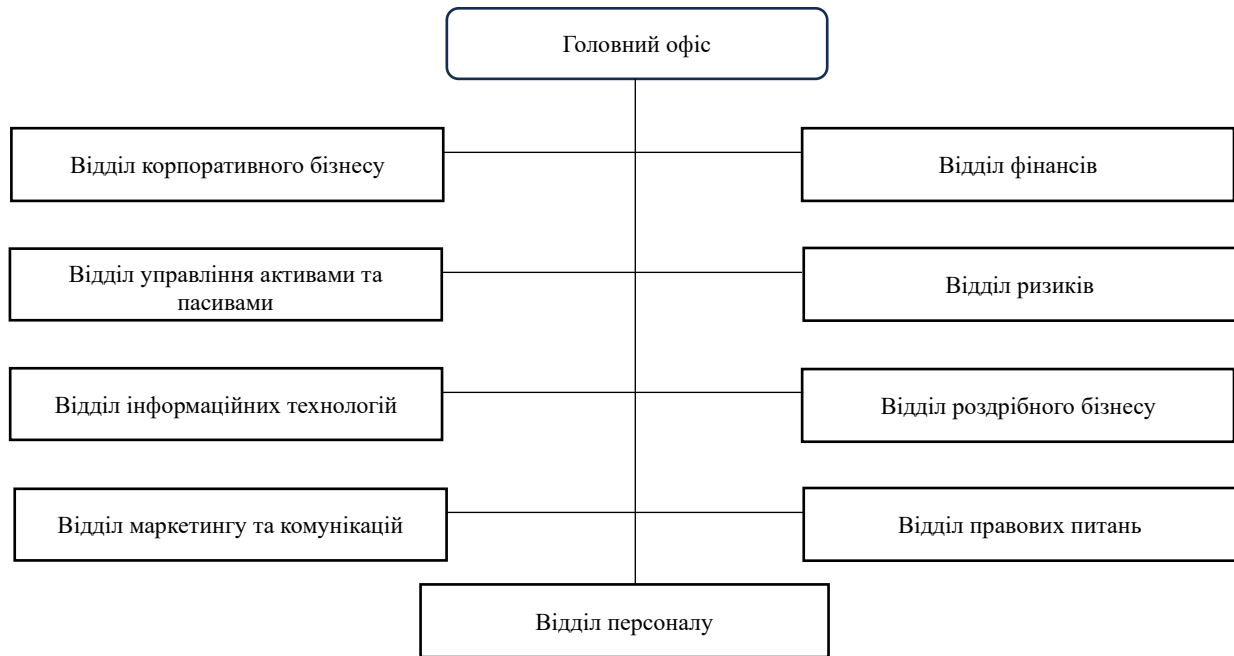 Головний офіс
Відділ корпоративного бізнесу
Відділ фінансів
Відділ управління активами та
пасивами
Відділ ризиків
Відділ інформаційних технологій
Відділ роздрібного бізнесу
Відділ маркетингу та комунікацій
Відділ правових питань
Відділ персоналу